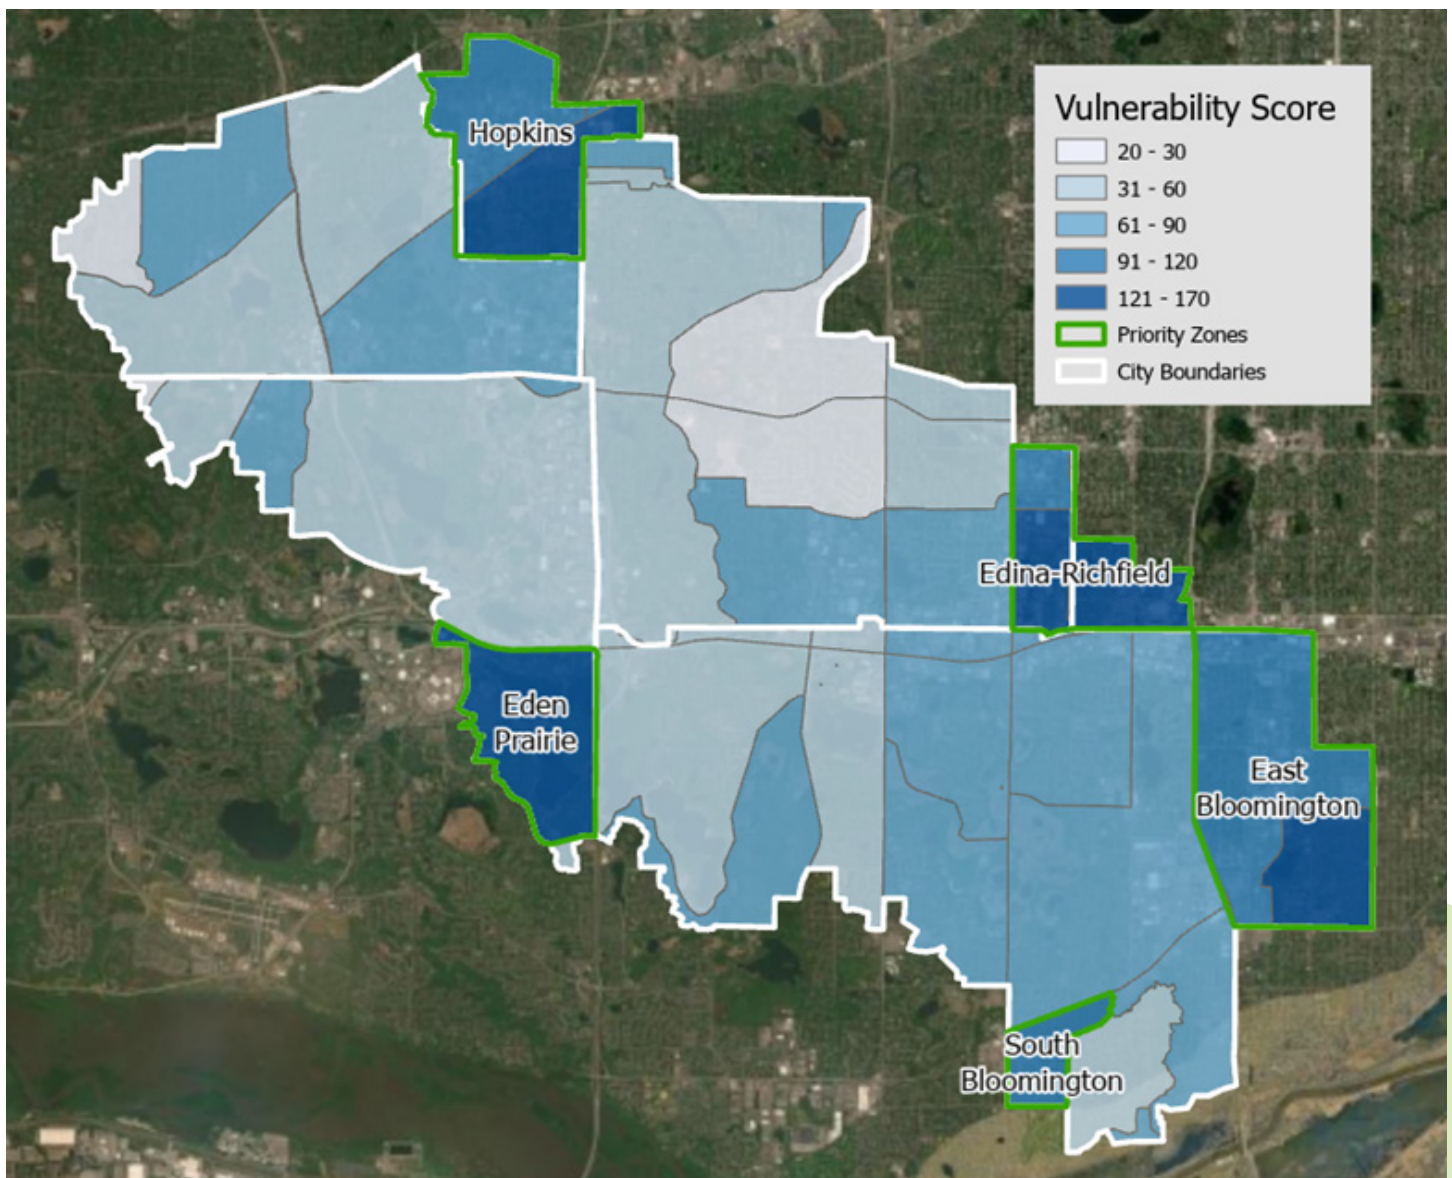 Vulnerability Score
20 - 30
31 - 60
61 - 90
91 - 120
121 - 170
Priority Zones
City Boundaries
Hopkins
Edina-Richfield
Eden
Prairie
East
Bloomington
South
Bloomington